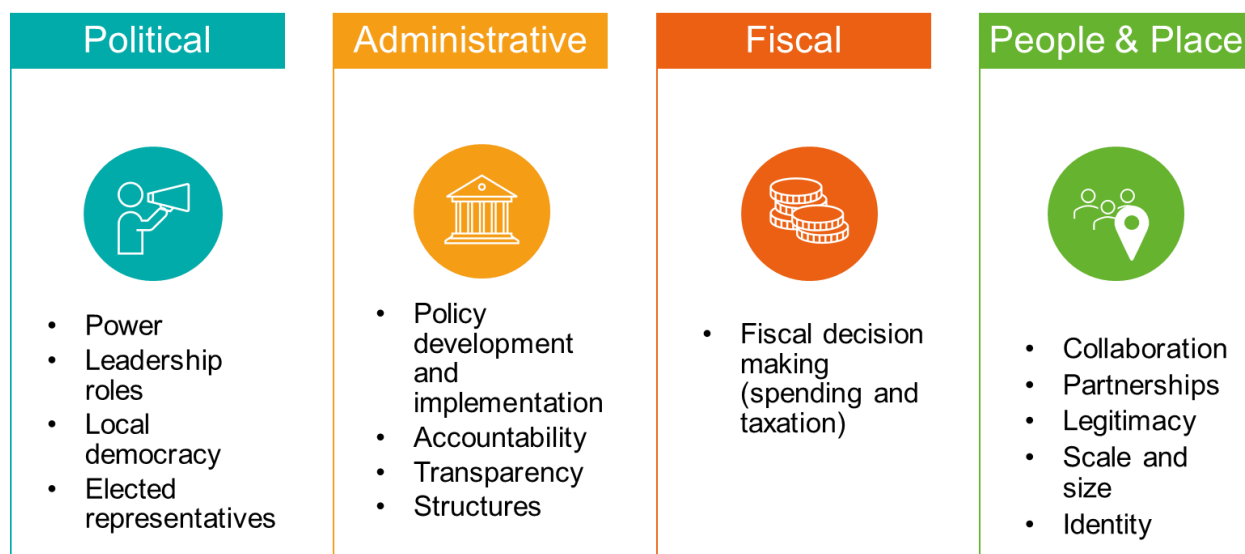 Political
• Power
• Leadership
roles
• Local
democracy
• Elected
representatives
Administrative
• Policy
development
and
implementation
• Accountability
• Transparency
• Structures
Fiscal
• Fiscal decision
making
(spending and
taxation)
People & Place
• Collaboration
• Partnerships
• Legitimacy
• Scale and
size
• Identity